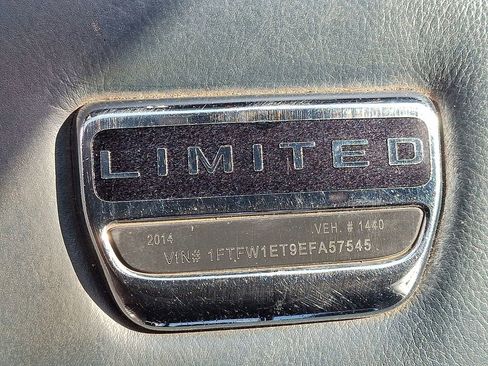 LIMITED
2014 VEH. # 1440
VIN# 1FTFW1ET9EFA57545